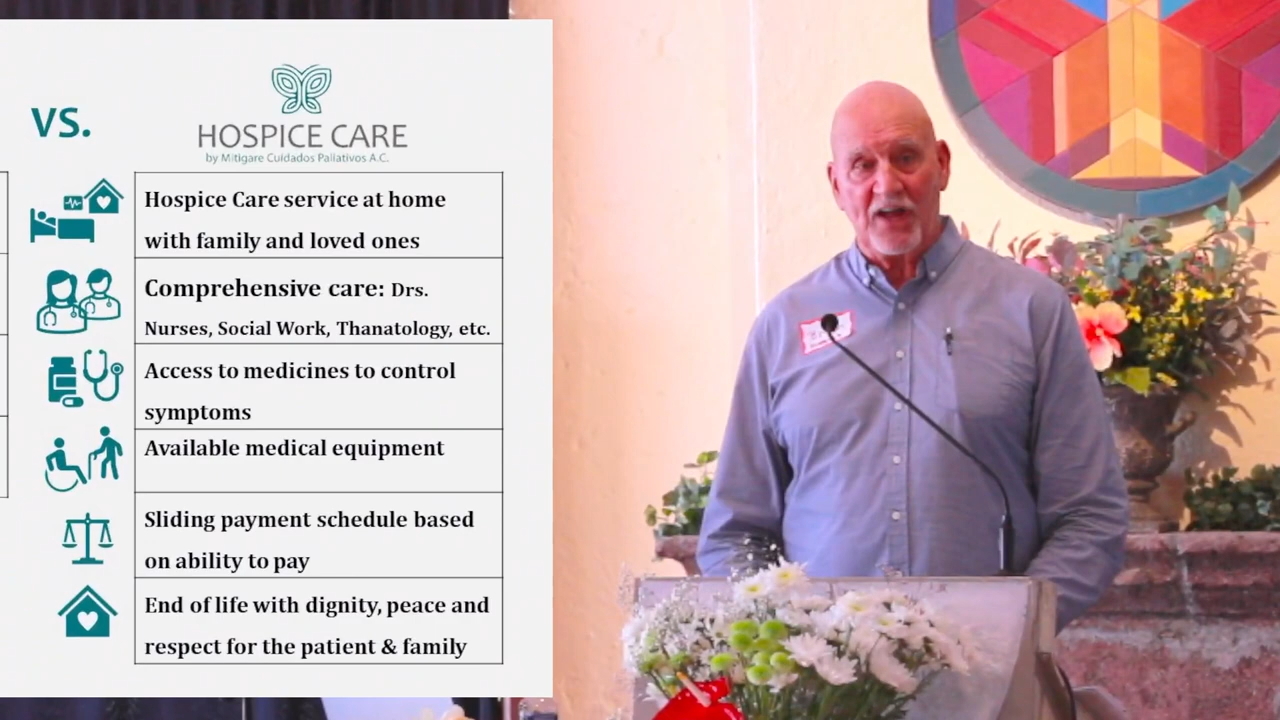 VS.
HOSPICE CARE
by Mitigare Cuidados Paliativos A.C.
Hospice Care service at home
with family and loved ones
Comprehensive care: Drs.
Nurses, Social Work, Thanatology, etc.
Access to medicines to control
symptoms
Available medical equipment
Sliding payment schedule based
on ability to pay
End of life with dignity, peace and
respect for the patient & family